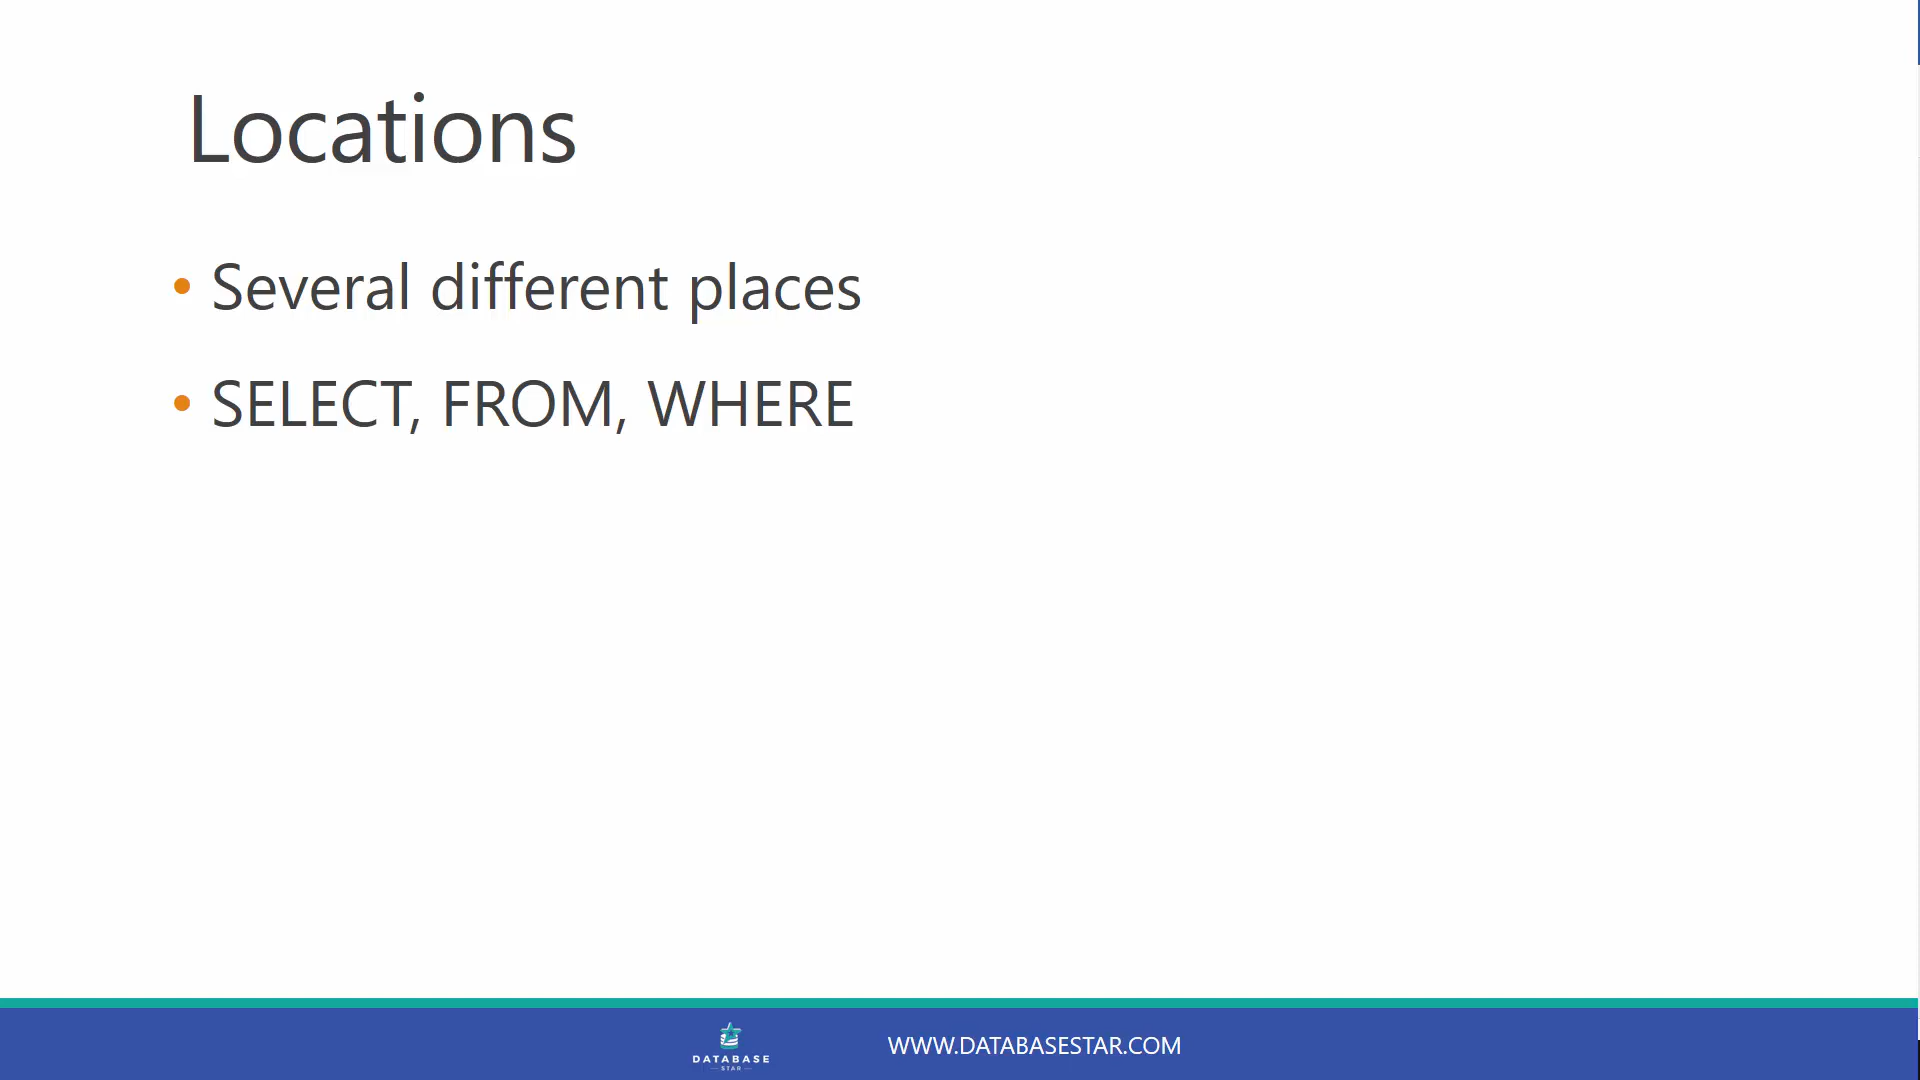 Locations
• Several different places
• SELECT, FROM, WHERE
DATABASE
STAR
WWW.DATABASESTAR.COM